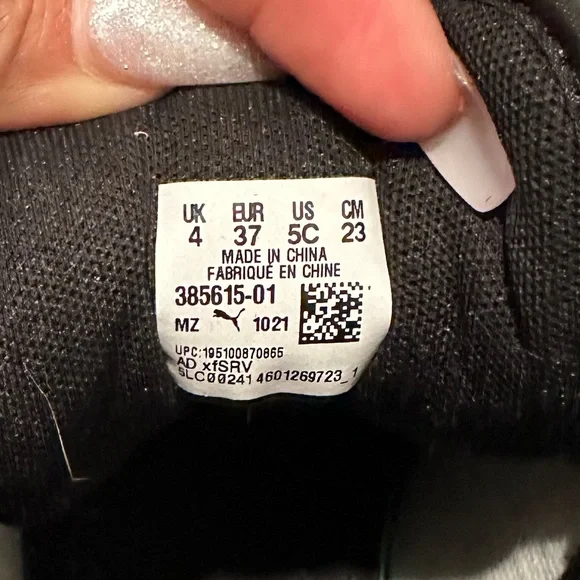 UK EUR US CM
4 37 5C 23
MADE IN CHINA
FABRIQUÉ EN CHINE
385615-01
MZ 1021
UPC:195100870865
AD xfSRV
SLC00241 4601269723_1